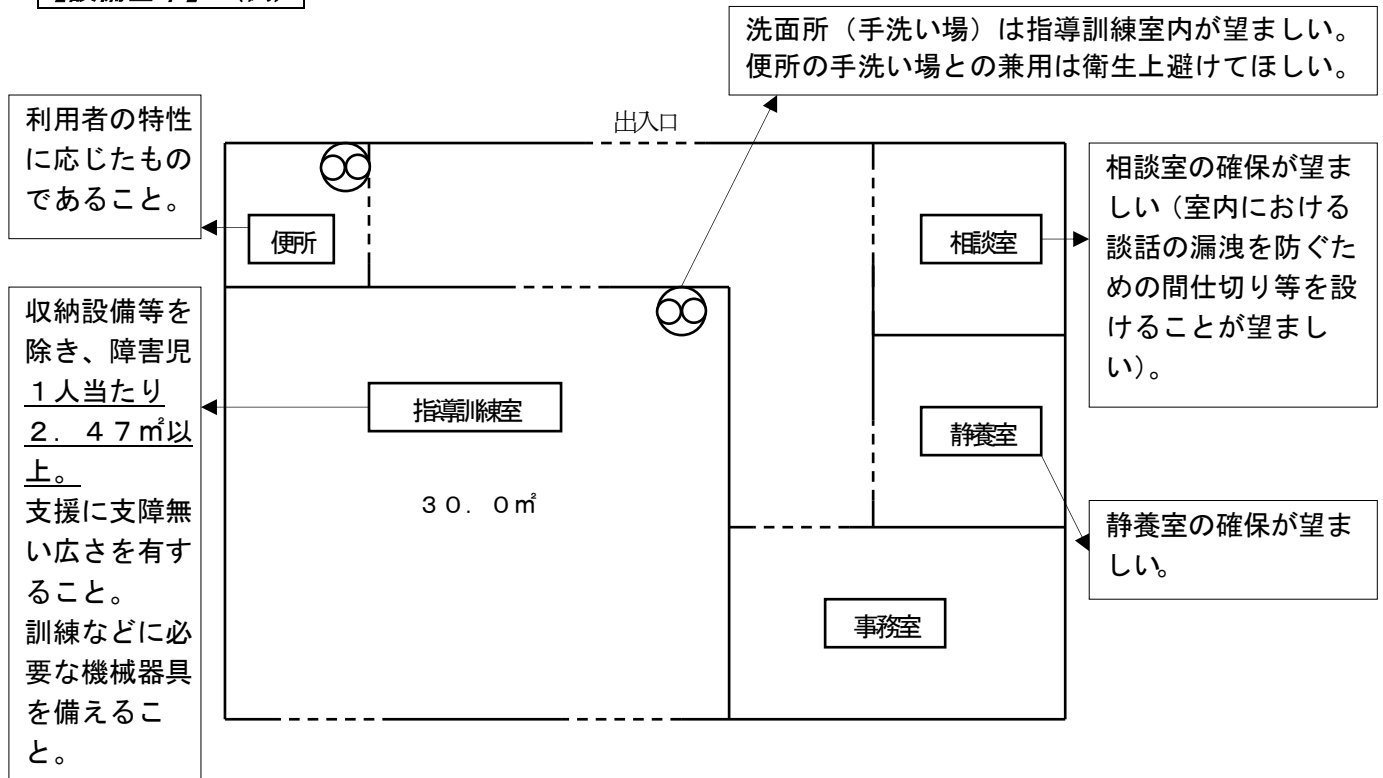 洗面所（手洗い場）は指導訓練室内が望ましい。
便所の手洗い場との兼用は衛生上避けてほしい。
利用者の特性
に応じたもの
であること。
出入口
便所
相談室
相談室の確保が望ま
しい（室内における
談話の漏洩を防ぐた
めの間仕切り等を設
けることが望まし
い）。
収納設備等を
除き、障害児
１人当たり
２．４７㎡以
上。
支援に支障無
い広さを有す
ること。
訓練などに必
要な機械器具
を備えるこ
と。
指導訓練室
３０．０㎡
静養室
静養室の確保が望ま
しい。
事務室